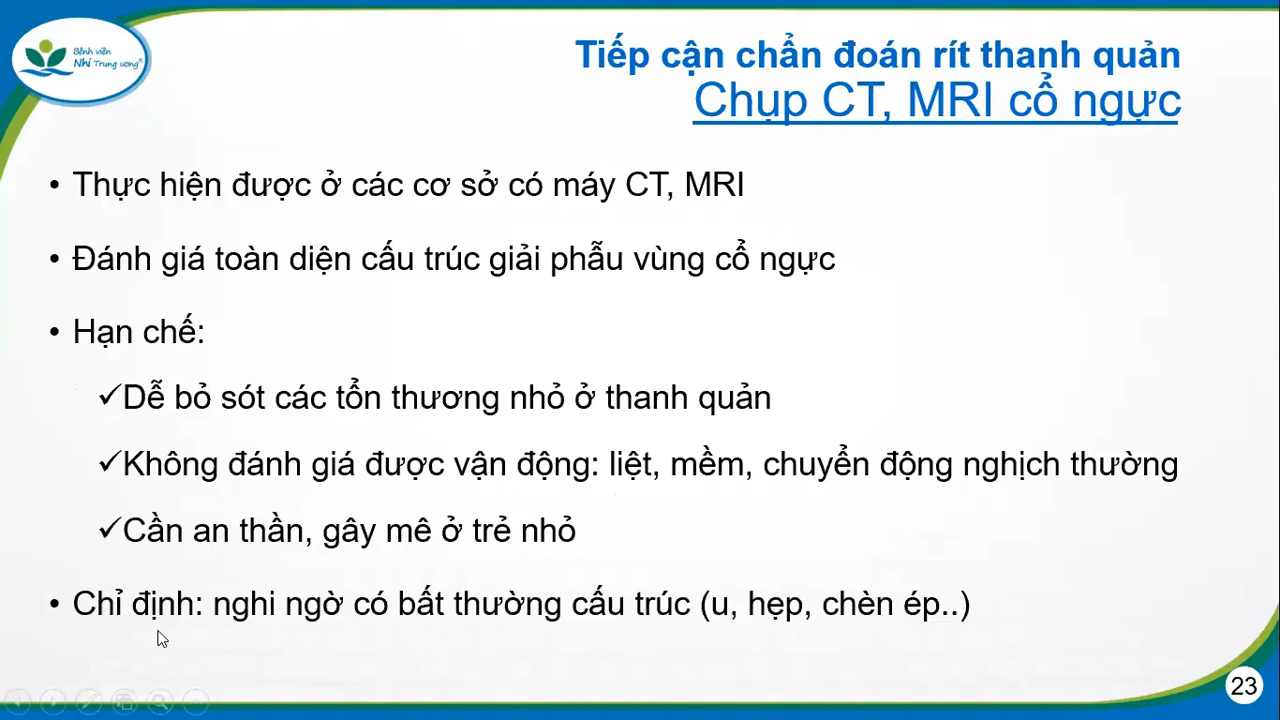 Bệnh viện
Nhi Trung ương®
Tiếp cận chẩn đoán rít thanh quản
Chụp CT, MRI cổ ngực
• Thực hiện được ở các cơ sở có máy CT, MRI
• Đánh giá toàn diện cấu trúc giải phẫu vùng cổ ngực
• Hạn chế:
✓Dễ bỏ sót các tổn thương nhỏ ở thanh quản
✓Không đánh giá được vận động: liệt, mềm, chuyển động nghịch thường
✓Cần an thần, gây mê ở trẻ nhỏ
• Chỉ định: nghi ngờ có bất thường cấu trúc (u, hẹp, chèn ép..)
23